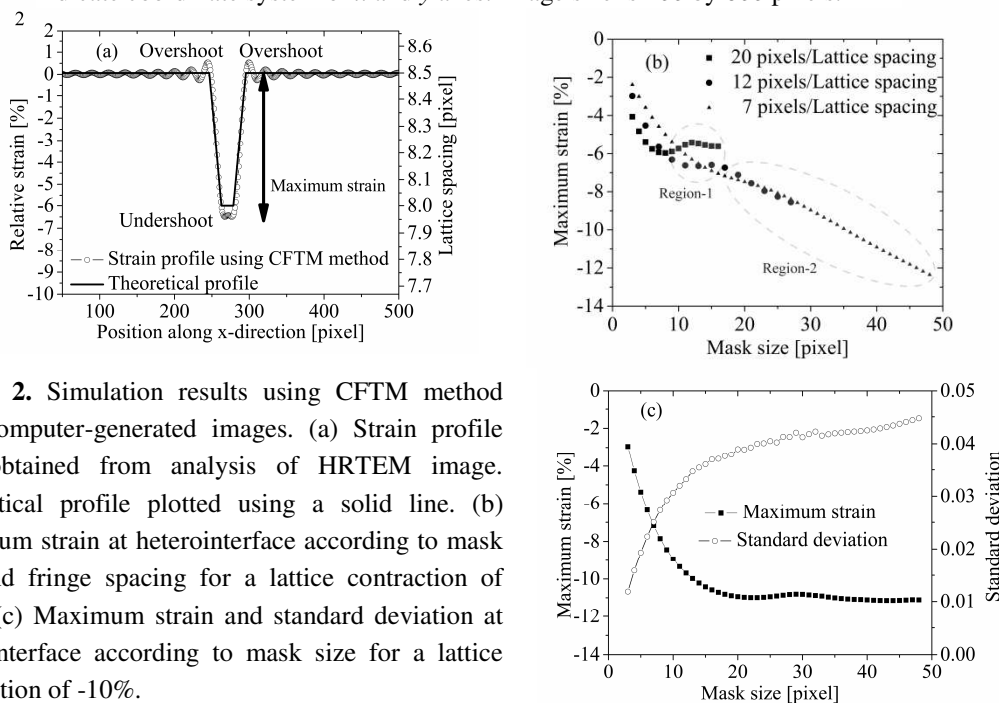 2
(a)
Overshoot Overshoot
Undershoot
Maximum strain
Strain profile using CFTM method
Theoretical profile
Relative strain [%]
2
1
0
-1
-2
-3
-4
-5
-6
-7
-8
-9
-10
Lattice spacing [pixel]
8.6
8.5
8.4
8.3
8.2
8.1
8.0
7.9
7.8
7.7
100 200 300 400 500
Position along x-direction [pixel]
(b)
20 pixels/Lattice spacing
12 pixels/Lattice spacing
7 pixels/Lattice spacing
Region-1
Region-2
Maximum strain [%]
0
-2
-4
-6
-8
-10
-12
-14
0 10 20 30 40 50
Mask size [pixel]
2. Simulation results using CFTM method
omputer-generated images. (a) Strain profile
obtained from analysis of HRTEM image.
tical profile plotted using a solid line. (b)
um strain at heterointerface according to mask
d fringe spacing for a lattice contraction of
(c) Maximum strain and standard deviation at
interface according to mask size for a lattice
tion of -10%.
(c)
Maximum strain
Standard deviation
Maximum strain [%]
0
-2
-4
-6
-8
-10
-12
-14
Standard deviation
0.05
0.04
0.03
0.02
0.01
0.00
0 10 20 30 40 50
Mask size [pixel]